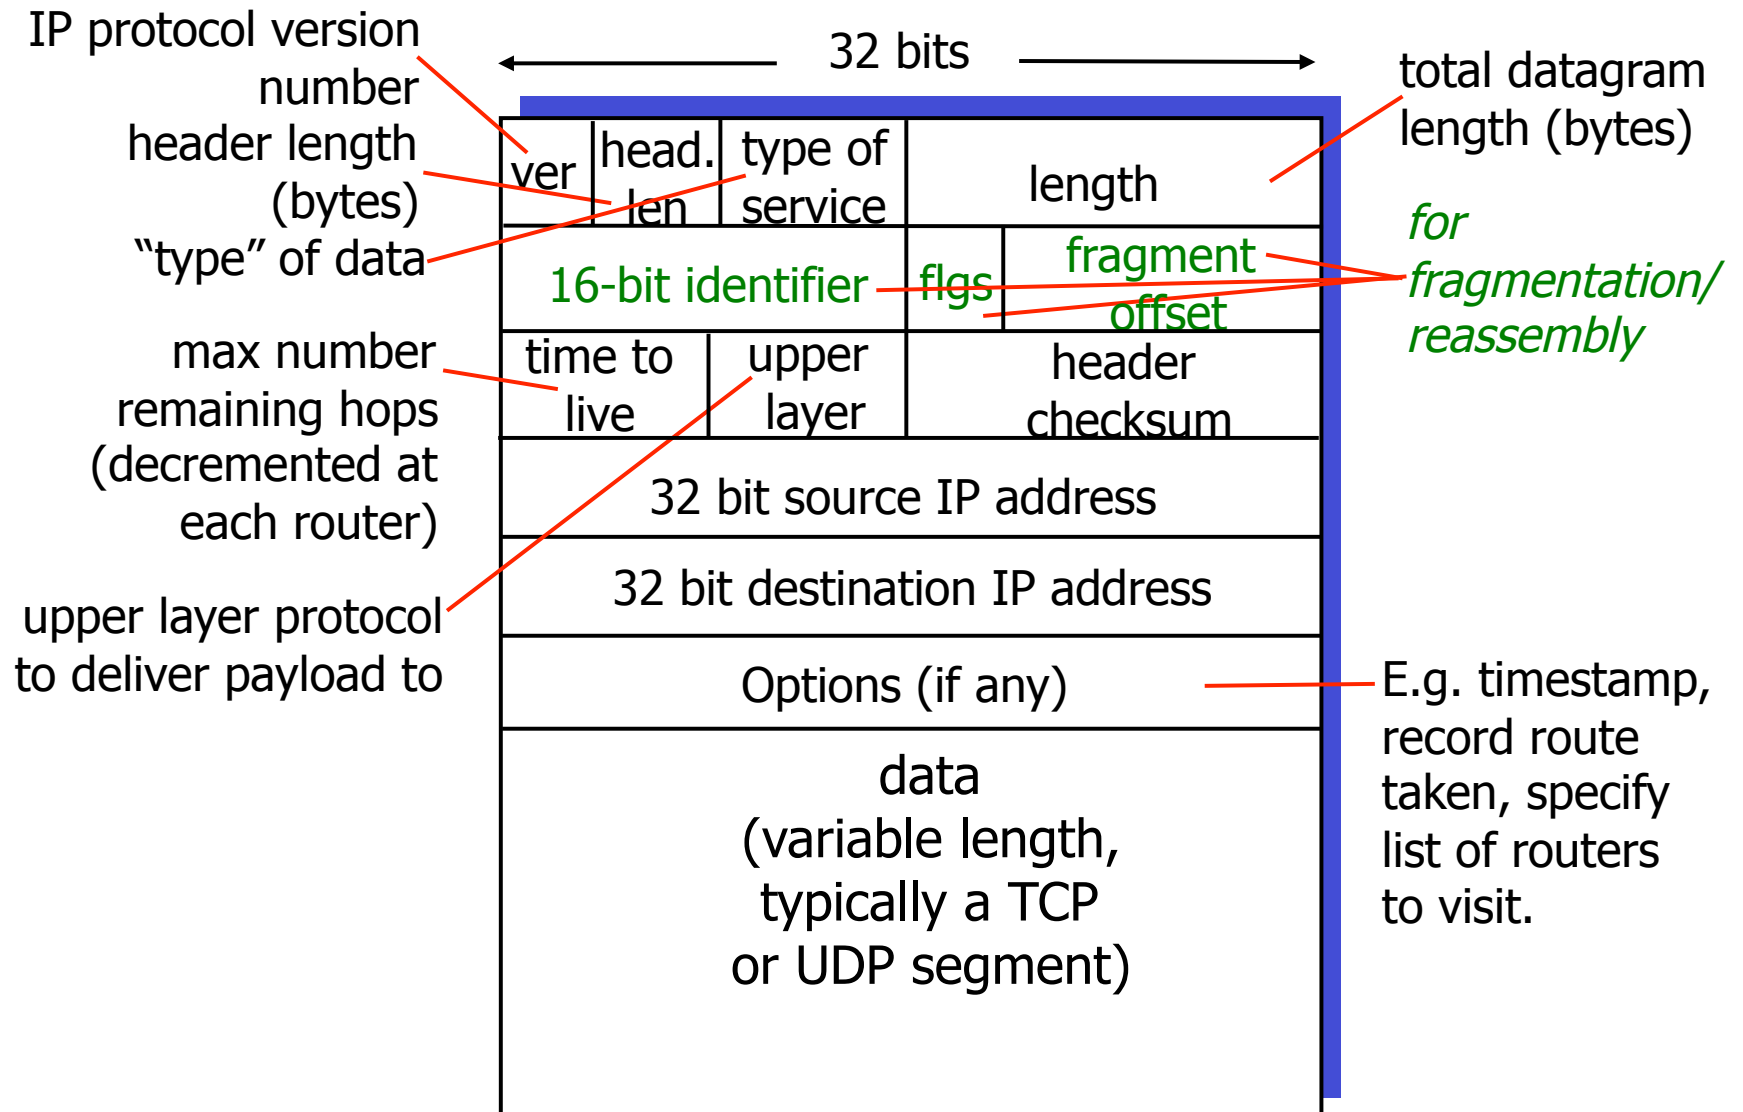 IP protocol version
number
header length
(bytes)
“type” of data
max number
remaining hops
(decremented at
each router)
upper layer protocol
to deliver payload to
32 bits
ver
head.
len
type of
service
length
16-bit identifier
flgs
fragment
offset
time to
live
upper
layer
header
checksum
32 bit source IP address
32 bit destination IP address
Options (if any)
data
(variable length,
typically a TCP
or UDP segment)
total datagram
length (bytes)
for
fragmentation/
reassembly
E.g. timestamp,
record route
taken, specify
list of routers
to visit.